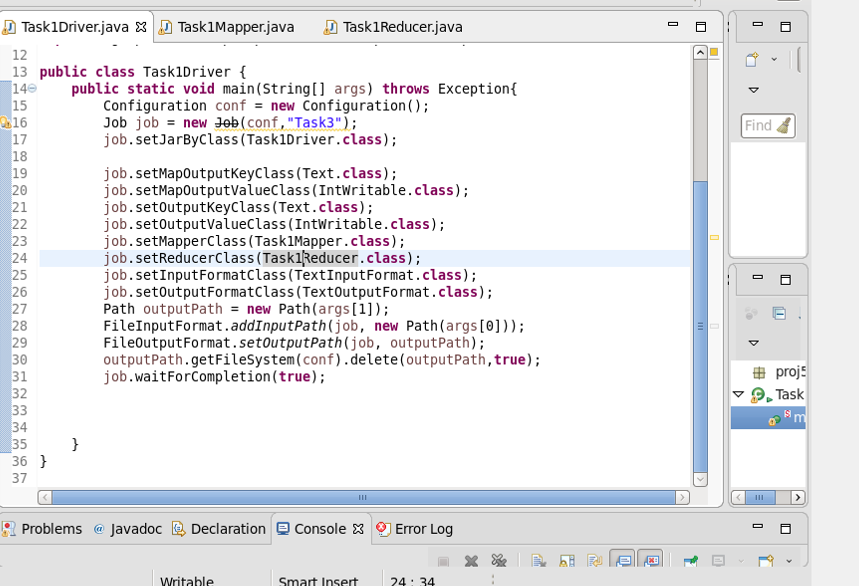 Task1Driver.java Task1Mapper.java Task1Reducer.java
12
13 public class Task1Driver {
14 public static void main(String[] args) throws Exception{
15 Configuration conf = new Configuration();
16 Job job = new Job(conf,"Task3");
17 job.setJarByClass(Task1Driver.class);
18
19 job.setMapOutputKeyClass(Text.class);
20 job.setMapOutputValueClass(IntWritable.class);
21 job.setOutputKeyClass(Text.class);
22 job.setOutputValueClass(IntWritable.class);
23 job.setMapperClass(Task1Mapper.class);
24 job.setReducerClass(Task1Reducer.class);
25 job.setInputFormatClass(TextInputFormat.class);
26 job.setOutputFormatClass(TextOutputFormat.class);
27 Path outputPath = new Path(args[1]);
28 FileInputFormat.addInputPath(job, new Path(args[0]));
29 FileOutputFormat.setOutputPath(job, outputPath);
30 outputPath.getFileSystem(conf).delete(outputPath,true);
31 job.waitForCompletion(true);
32
33
34
35 }
36 }
37
Find
proj5
Task
m
Problems @ Javadoc Declaration Console Error Log
Writable Smart Insert 24 : 34